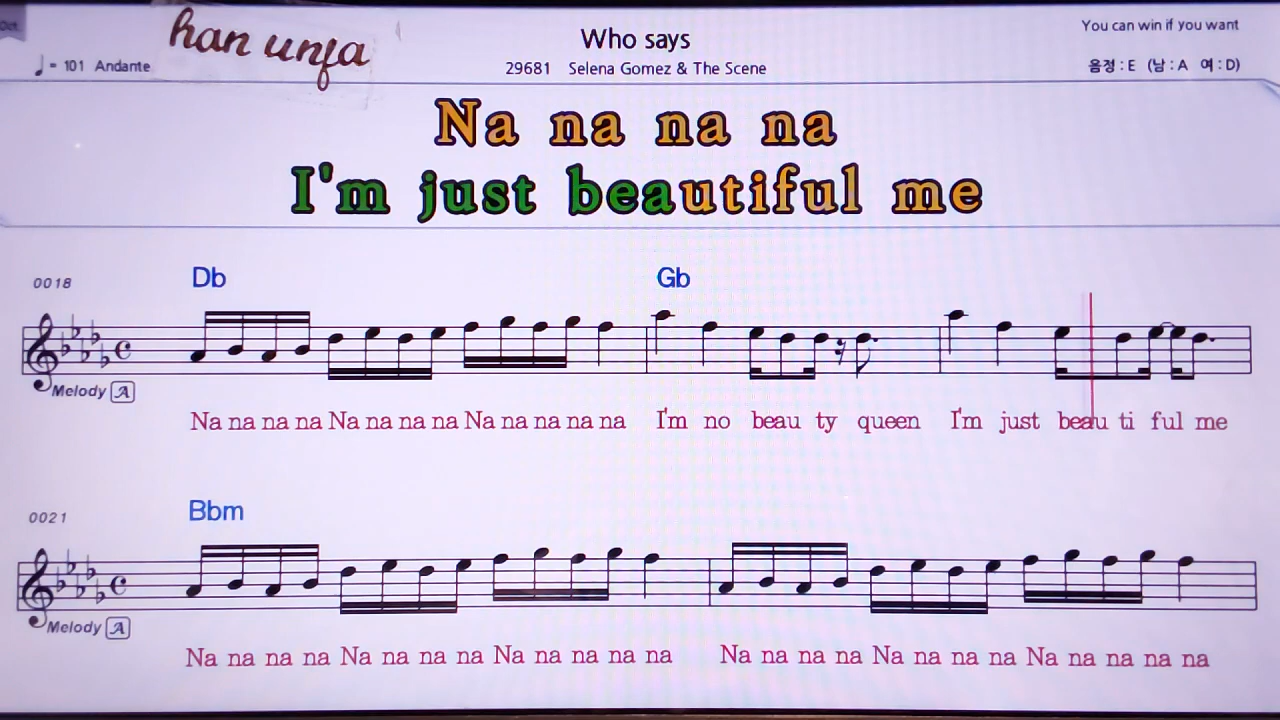 Oct.
han unfa
Who says
You can win if you want
♩= 101 Andante
29681 Selena Gomez & The Scene
음정 : E (남 : A 여 : D)
Na na na na
I'm just beautiful me
0018
Db Gb
Melody A
Na na na na Na na na na Na na na na na I'm no beau ty queen I'm just beau ti ful me
0021
Bbm
Melody A
Na na na na Na na na na Na na na na na Na na na na Na na na na Na na na na na